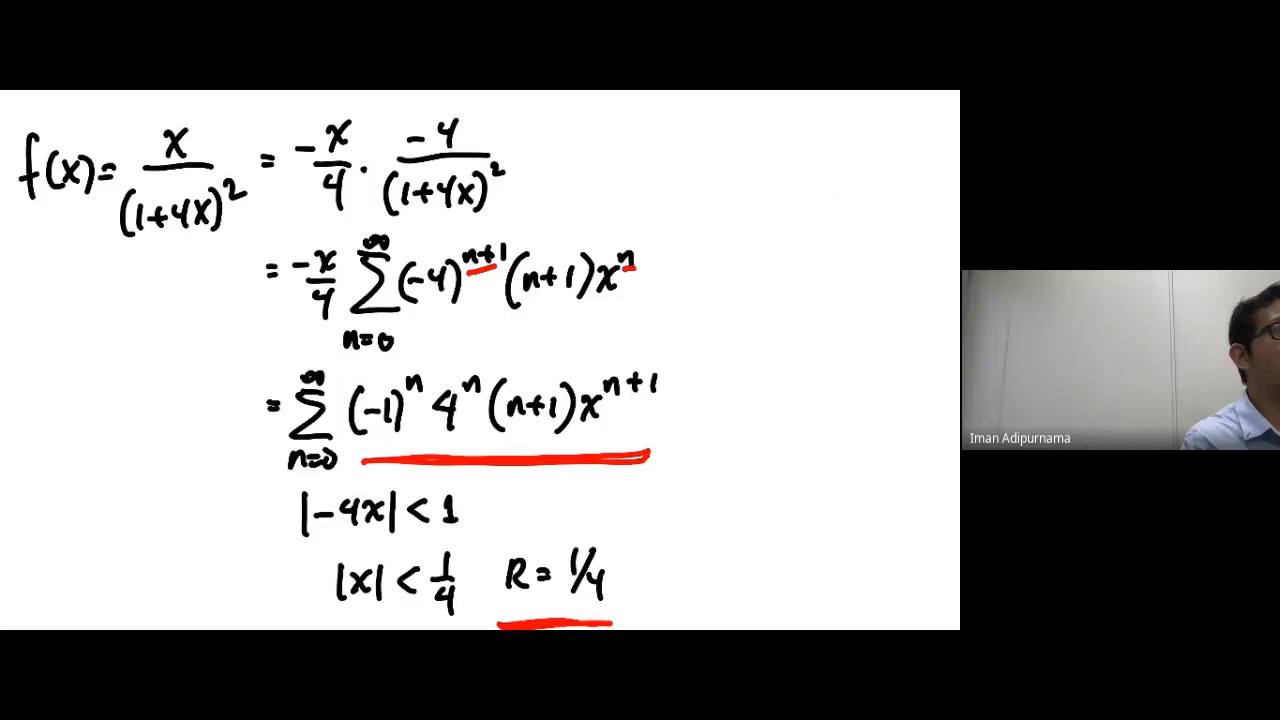 f(x) = x/(1+4x)² = -x/4 · -4/(1+4x)²
= -x/4 ∑_{n=0}^{∞} (-4)^{n+1} (n+1) x^n
= ∑_{n=0}^{∞} (-1)^n 4^n (n+1) x^{n+1}
|-4x| < 1
|x| < 1/4 R = 1/4
Iman Adipurnama